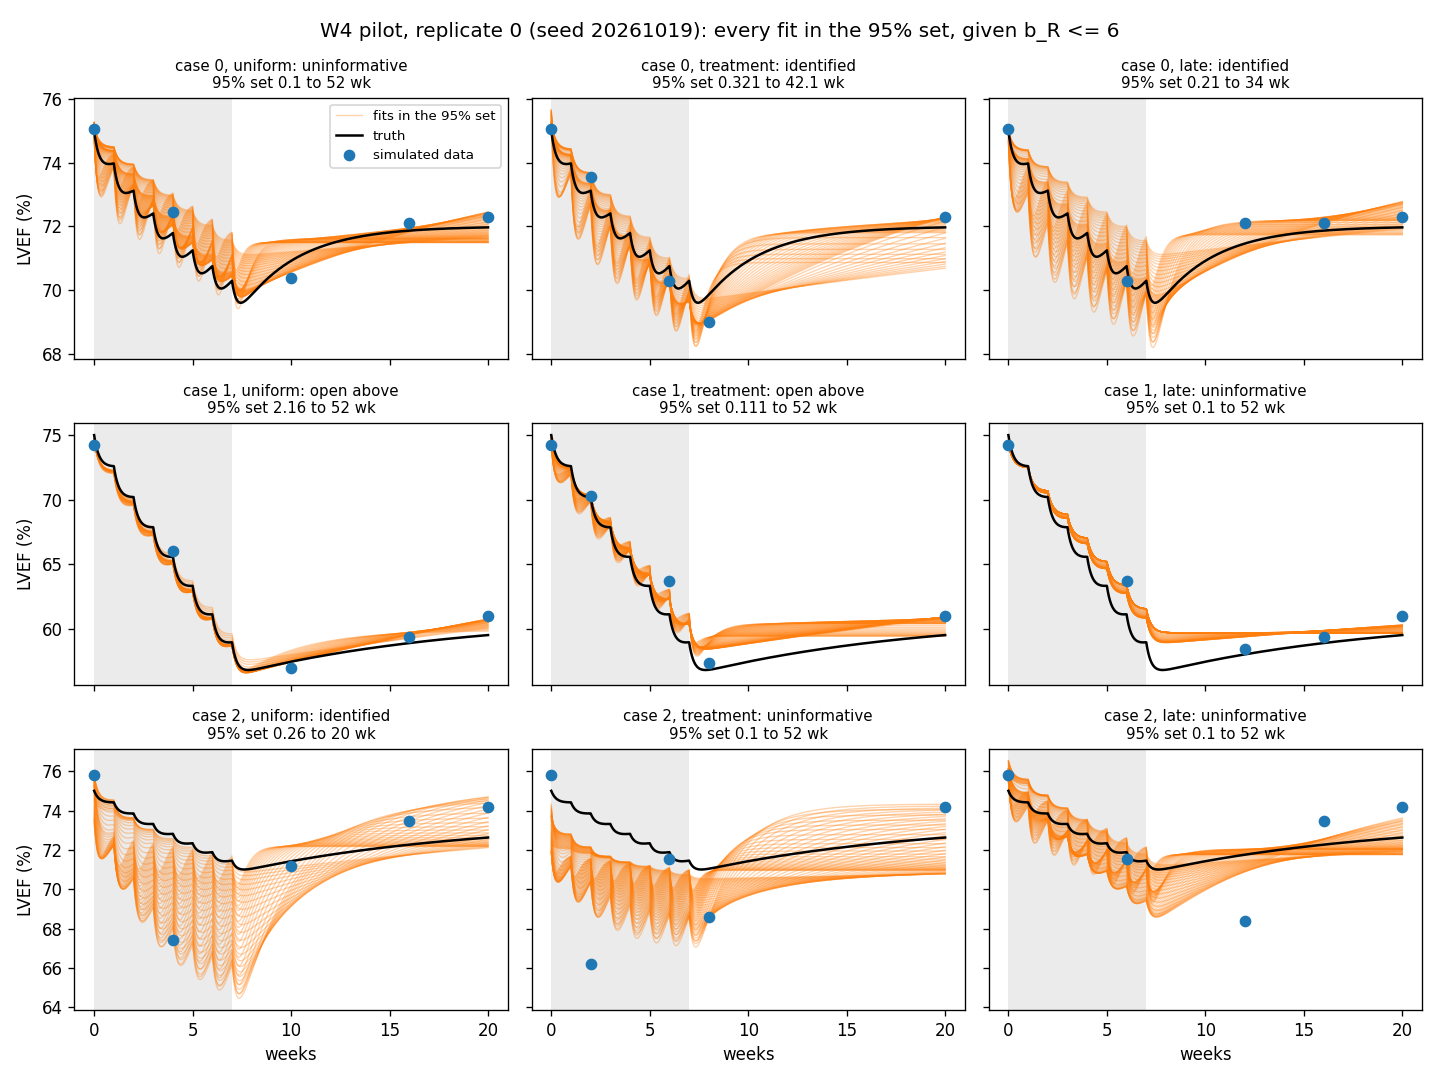 W4 pilot, replicate 0 (seed 20261019): every fit in the 95% set, given b_R <= 6
case 0, uniform: uninformative
95% set 0.1 to 52 wk
case 0, treatment: identified
95% set 0.321 to 42.1 wk
case 0, late: identified
95% set 0.21 to 34 wk
fits in the 95% set
truth
simulated data
LVEF (%)
76
74
72
70
68
case 1, uniform: open above
95% set 2.16 to 52 wk
case 1, treatment: open above
95% set 0.111 to 52 wk
case 1, late: uninformative
95% set 0.1 to 52 wk
LVEF (%)
75
70
65
60
case 2, uniform: identified
95% set 0.26 to 20 wk
case 2, treatment: uninformative
95% set 0.1 to 52 wk
case 2, late: uninformative
95% set 0.1 to 52 wk
LVEF (%)
76
74
72
70
68
66
64
0 5 10 15 20
weeks
0 5 10 15 20
weeks
0 5 10 15 20
weeks